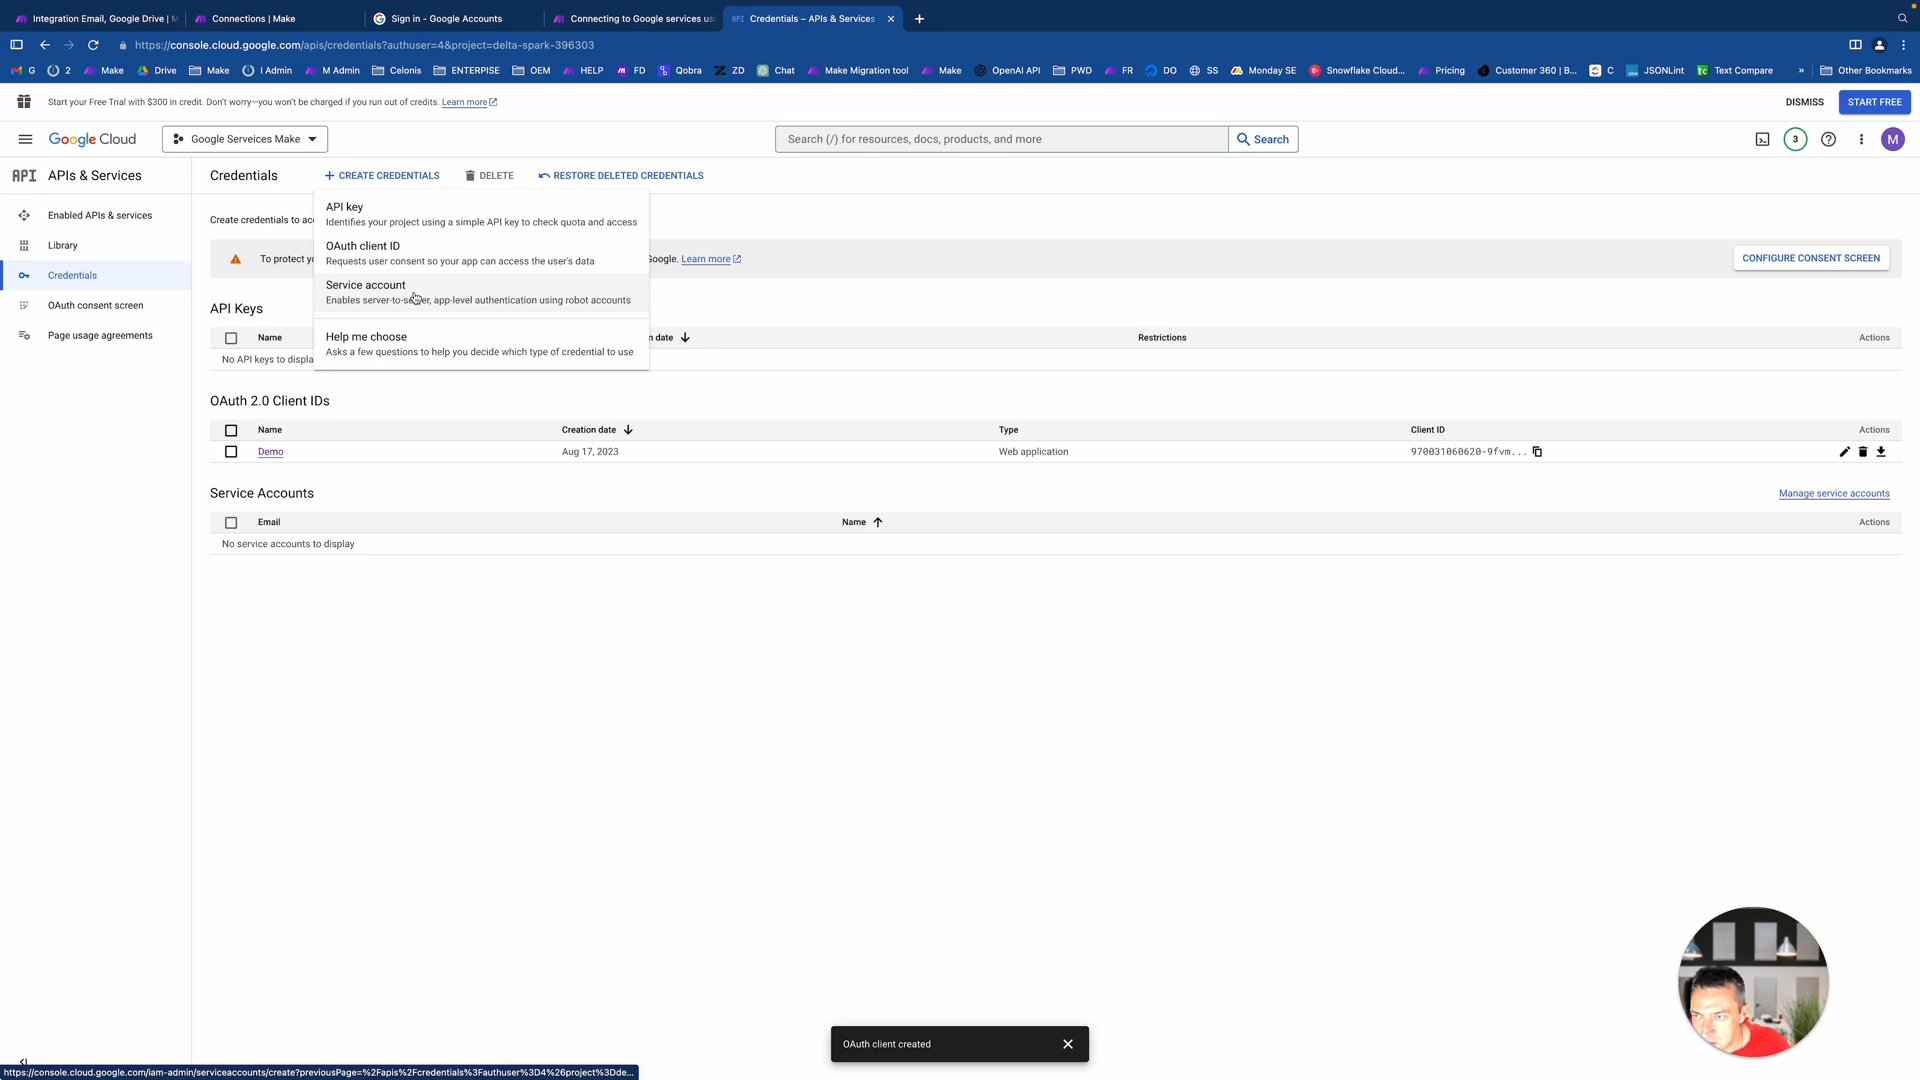 Integration Email, Google Drive | M
Connections | Make
Sign in - Google Accounts
Connecting to Google services usi
API Credentials – APIs & Services
https://console.cloud.google.com/apis/credentials?authuser=4&project=delta-spark-396303
G
2
Make
Drive
Make
I Admin
M Admin
Celonis
ENTERPISE
OEM
HELP
FD
Qobra
ZD
Chat
Make Migration tool
Make
OpenAI API
PWD
FR
DO
SS
Monday SE
Snowflake Cloud...
Pricing
Customer 360 | B...
C
JSONLint
Text Compare
»
Other Bookmarks
Start your Free Trial with $300 in credit. Don't worry—you won't be charged if you run out of credits. Learn more
DISMISS
START FREE
Google Cloud
Google Serveices Make
Search (/) for resources, docs, products, and more
Search
3
M
API APIs & Services
Credentials
+ CREATE CREDENTIALS
DELETE
RESTORE DELETED CREDENTIALS
Enabled APIs & services
Library
Credentials
OAuth consent screen
Page usage agreements
Create credentials to ac
API key
Identifies your project using a simple API key to check quota and access
OAuth client ID
Requests user consent so your app can access the user's data
Service account
Enables server-to-server, app-level authentication using robot accounts
Help me choose
Asks a few questions to help you decide which type of credential to use
To protect yo
Google. Learn more
CONFIGURE CONSENT SCREEN
API Keys
Name
n date
Restrictions
Actions
No API keys to displa
OAuth 2.0 Client IDs
Name
Creation date
Type
Client ID
Actions
Demo
Aug 17, 2023
Web application
970031060620-9fvm...
Service Accounts
Manage service accounts
Email
Name
Actions
No service accounts to display
OAuth client created
https://console.cloud.google.com/iam-admin/serviceaccounts/create?previousPage=%2Fapis%2Fcredentials%3Fauthuser%3D4%26project%3Dde...